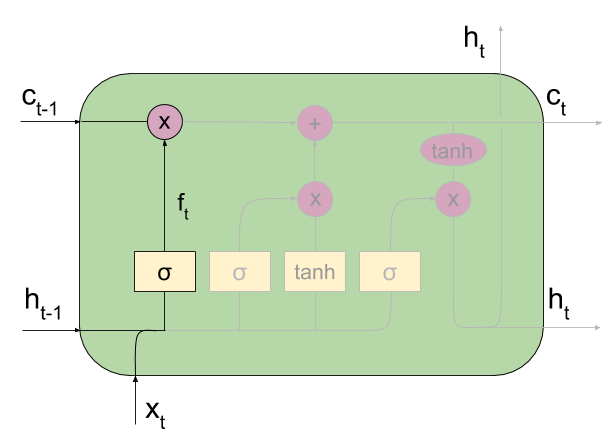 h_t
c_{t-1}
x
+
c_t
tanh
x
x
f_t
σ
σ
tanh
σ
h_{t-1}
h_t
x_t